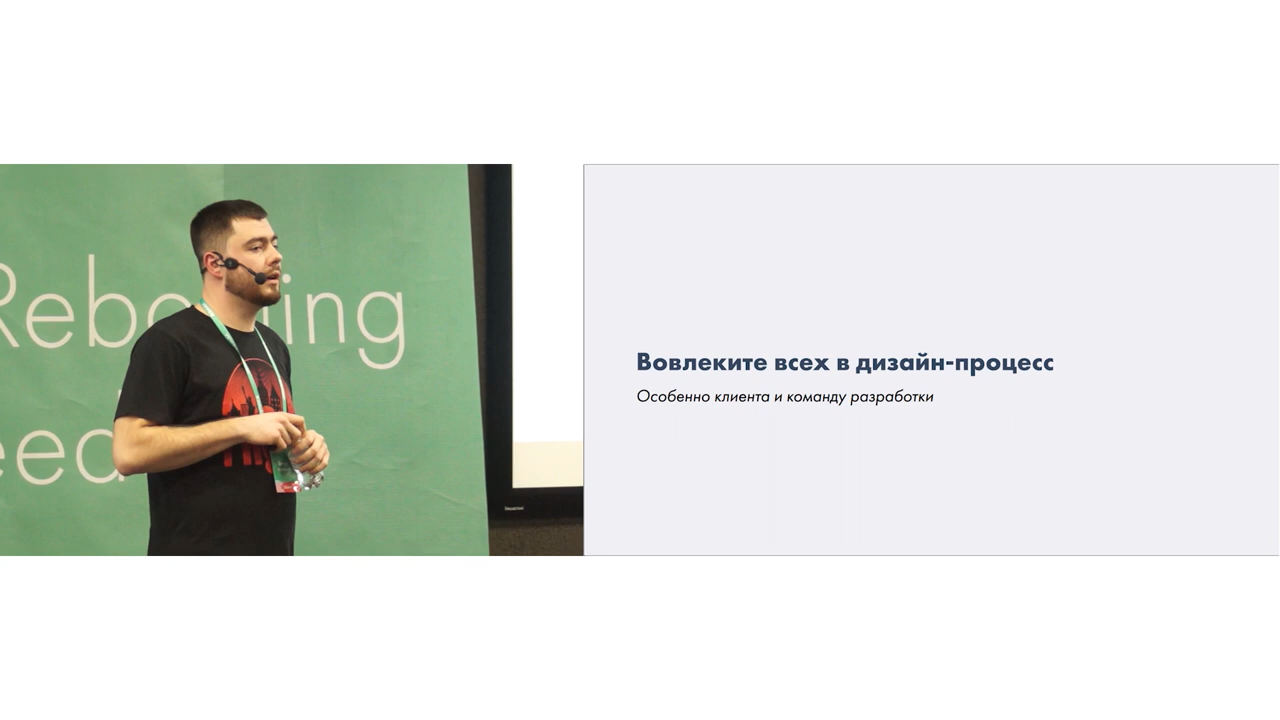 Вовлеките всех в дизайн-процесс
Особенно клиента и команду разработки